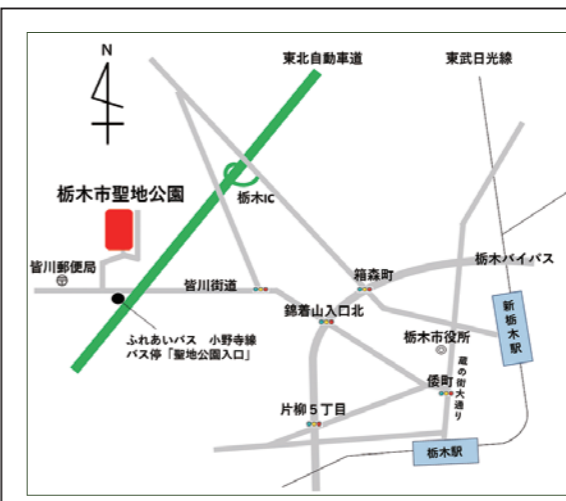 N
東北自動車道
東武日光線
栃木市聖地公園
栃木IC
皆川郵便局
皆川街道
箱森町
栃木バイパス
錦着山入口北
ふれあいバス 小野寺線
バス停「聖地公園入口」
栃木市役所
新栃木駅
蔵の街大通り
倭町
片柳5丁目
栃木駅